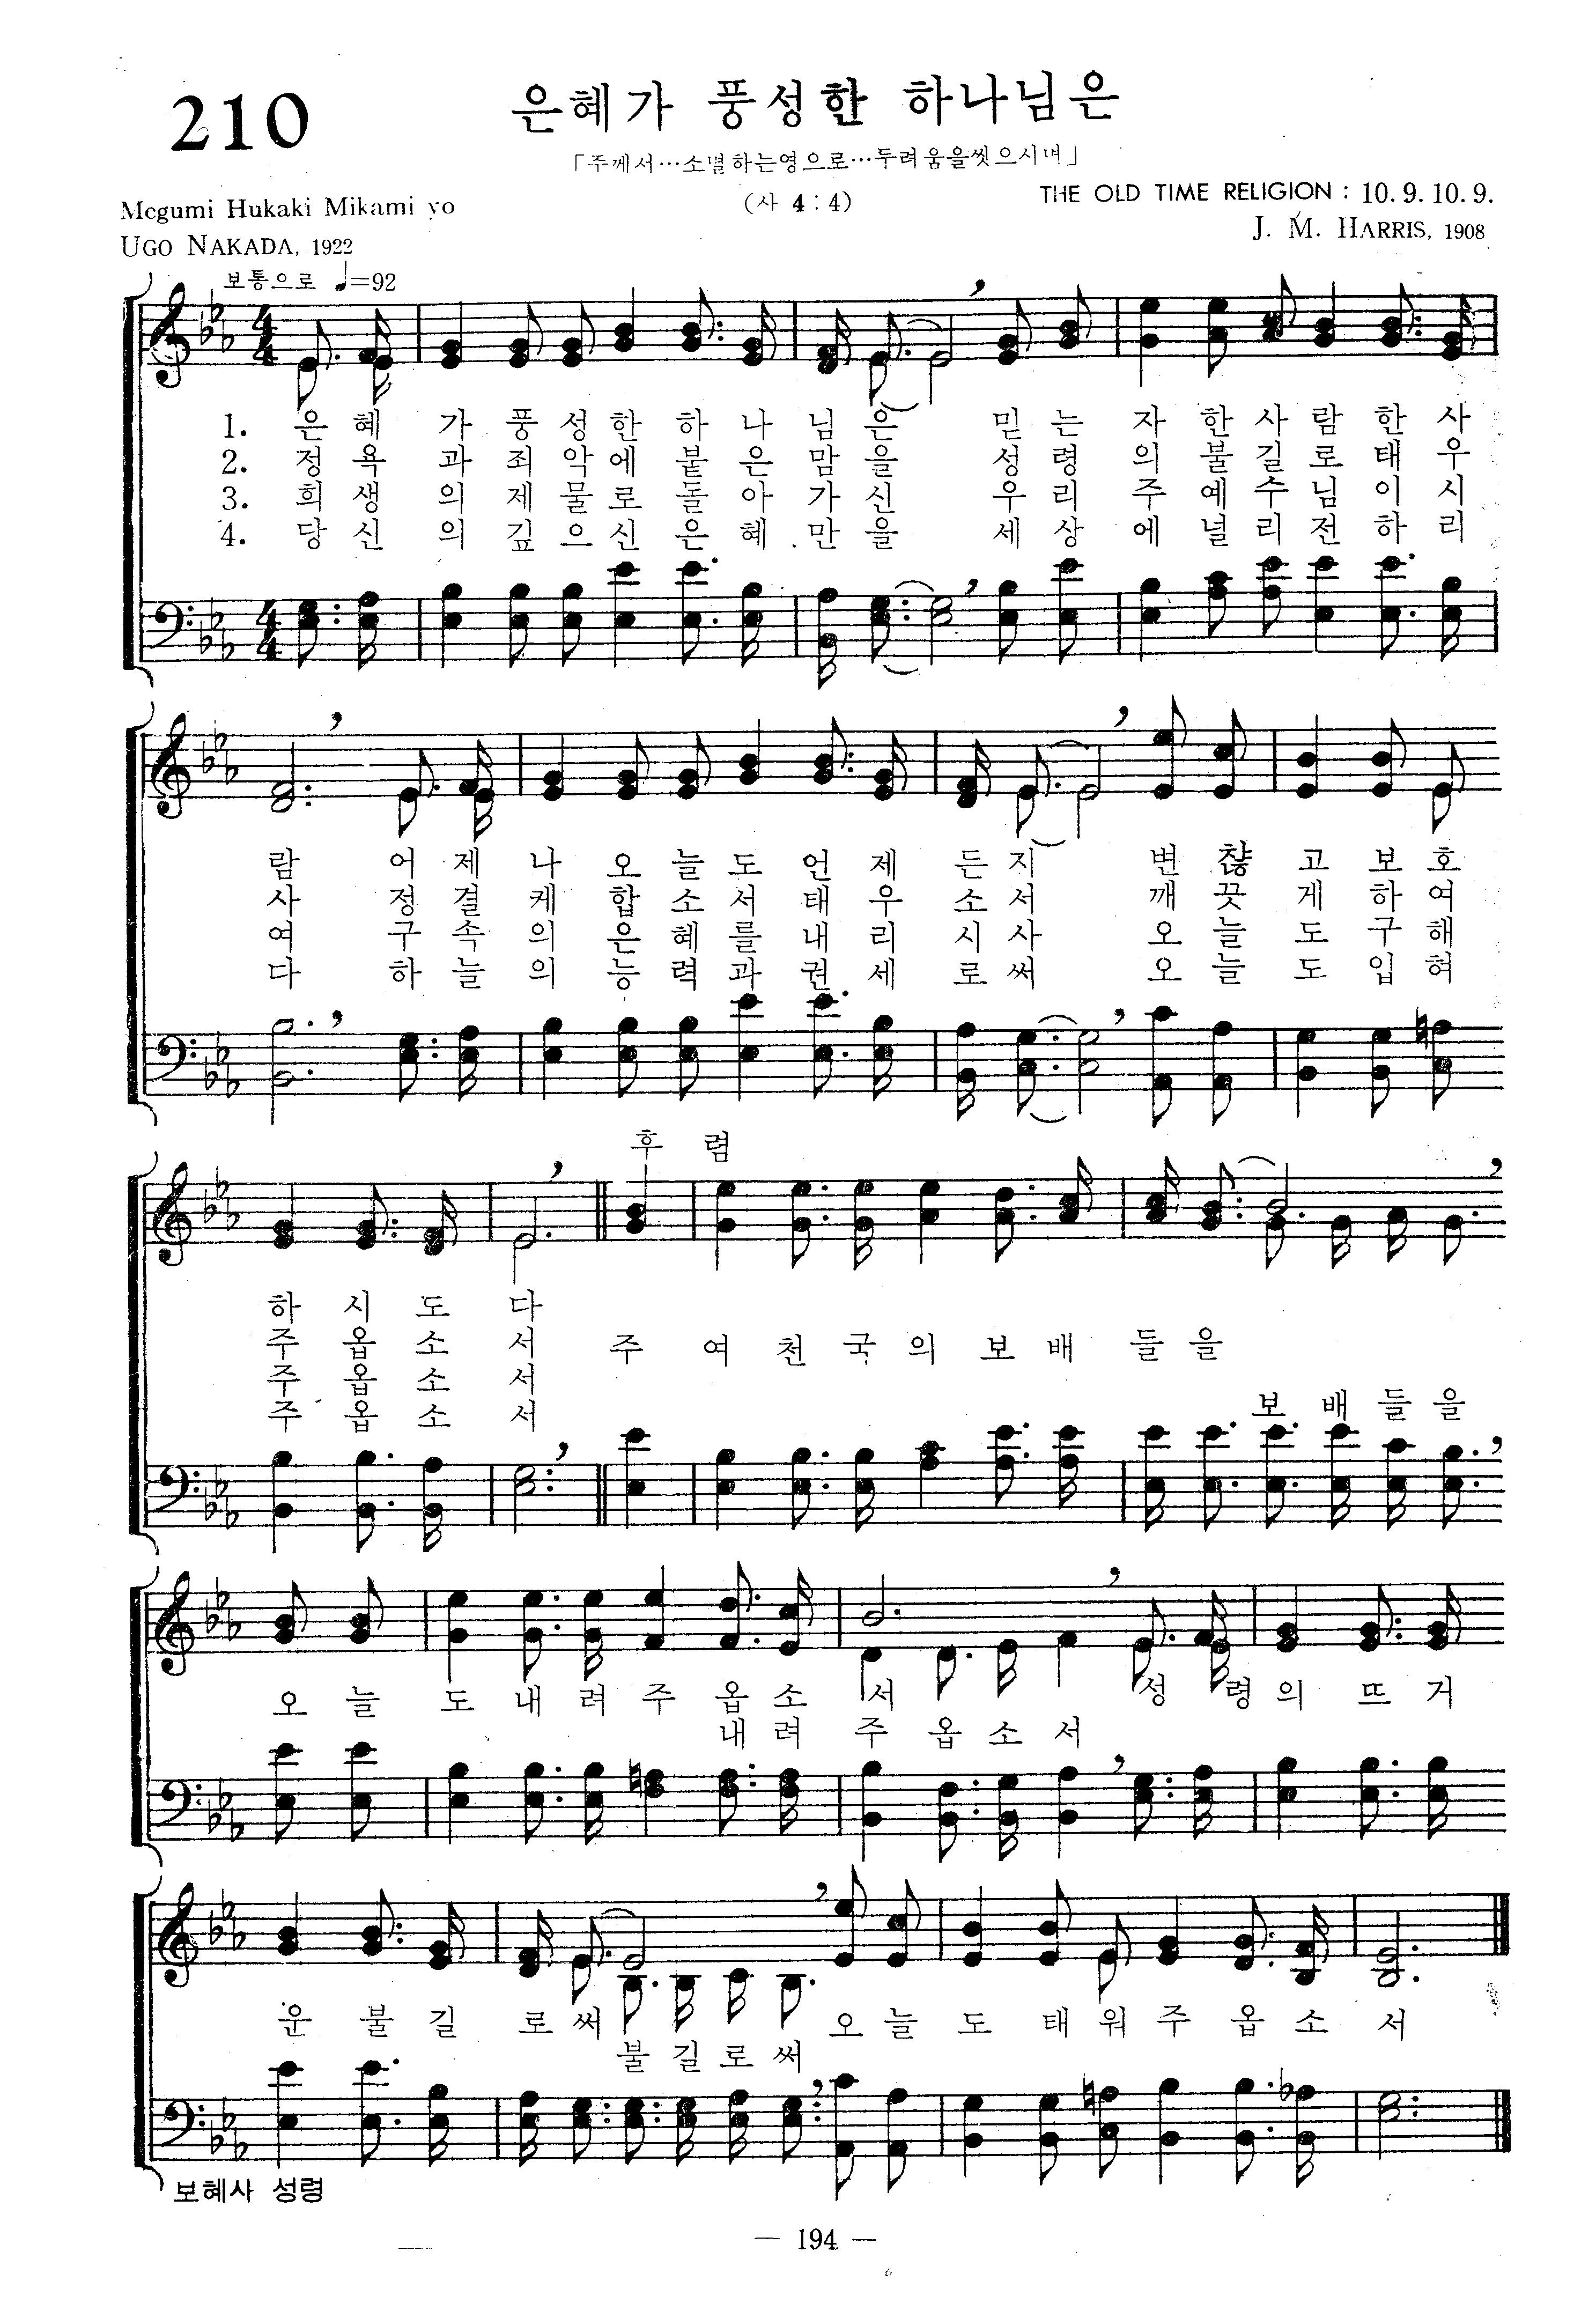 210
은혜가 풍성한 하나님은
「주께서…소멸하는영으로…두려움을씻으시며」
(사 4:4)
Megumi Hukaki Mikami yo
THE OLD TIME RELIGION : 10. 9. 10. 9.
UGO NAKADA, 1922
J. M. HARRIS, 1908
보통으로 ♩=92
1. 은 혜 가 풍 성 한 하 나 님 은 믿 는 자 한 사 람 한 사
2. 정 욕 과 죄 악 에 붙 은 맘 을 성 령 의 불 길 로 태 우
3. 희 생 의 제 물 로 돌 아 가 신 우 리 주 예 수 님 이 시
4. 당 신 의 깊 으 신 은 혜 만 을 세 상 에 널 리 전 하 리
람 어 제 나 오 늘 도 언 제 든 지 변 챦 고 보 호
사 정 결 케 합 소 서 태 우 소 서 깨 끗 게 하 여
여 구 속 의 은 혜 를 내 리 시 사 오 늘 도 구 해
다 하 늘 의 능 력 과 권 세 로 써 오 늘 도 입 혀
후 렴
하 시 도 다
주 옵 소 서 주 여 천 국 의 보 배 들 을
주 옵 소 서
주 옵 소 서 보 배 들 을
오 늘 도 내 려 주 옵 소 서 성 령 의 뜨 거
내 려 주 옵 소 서
운 불 길 로 써 오 늘 도 태 워 주 옵 소 서
불 길 로 써
보혜사 성령
— 194 —